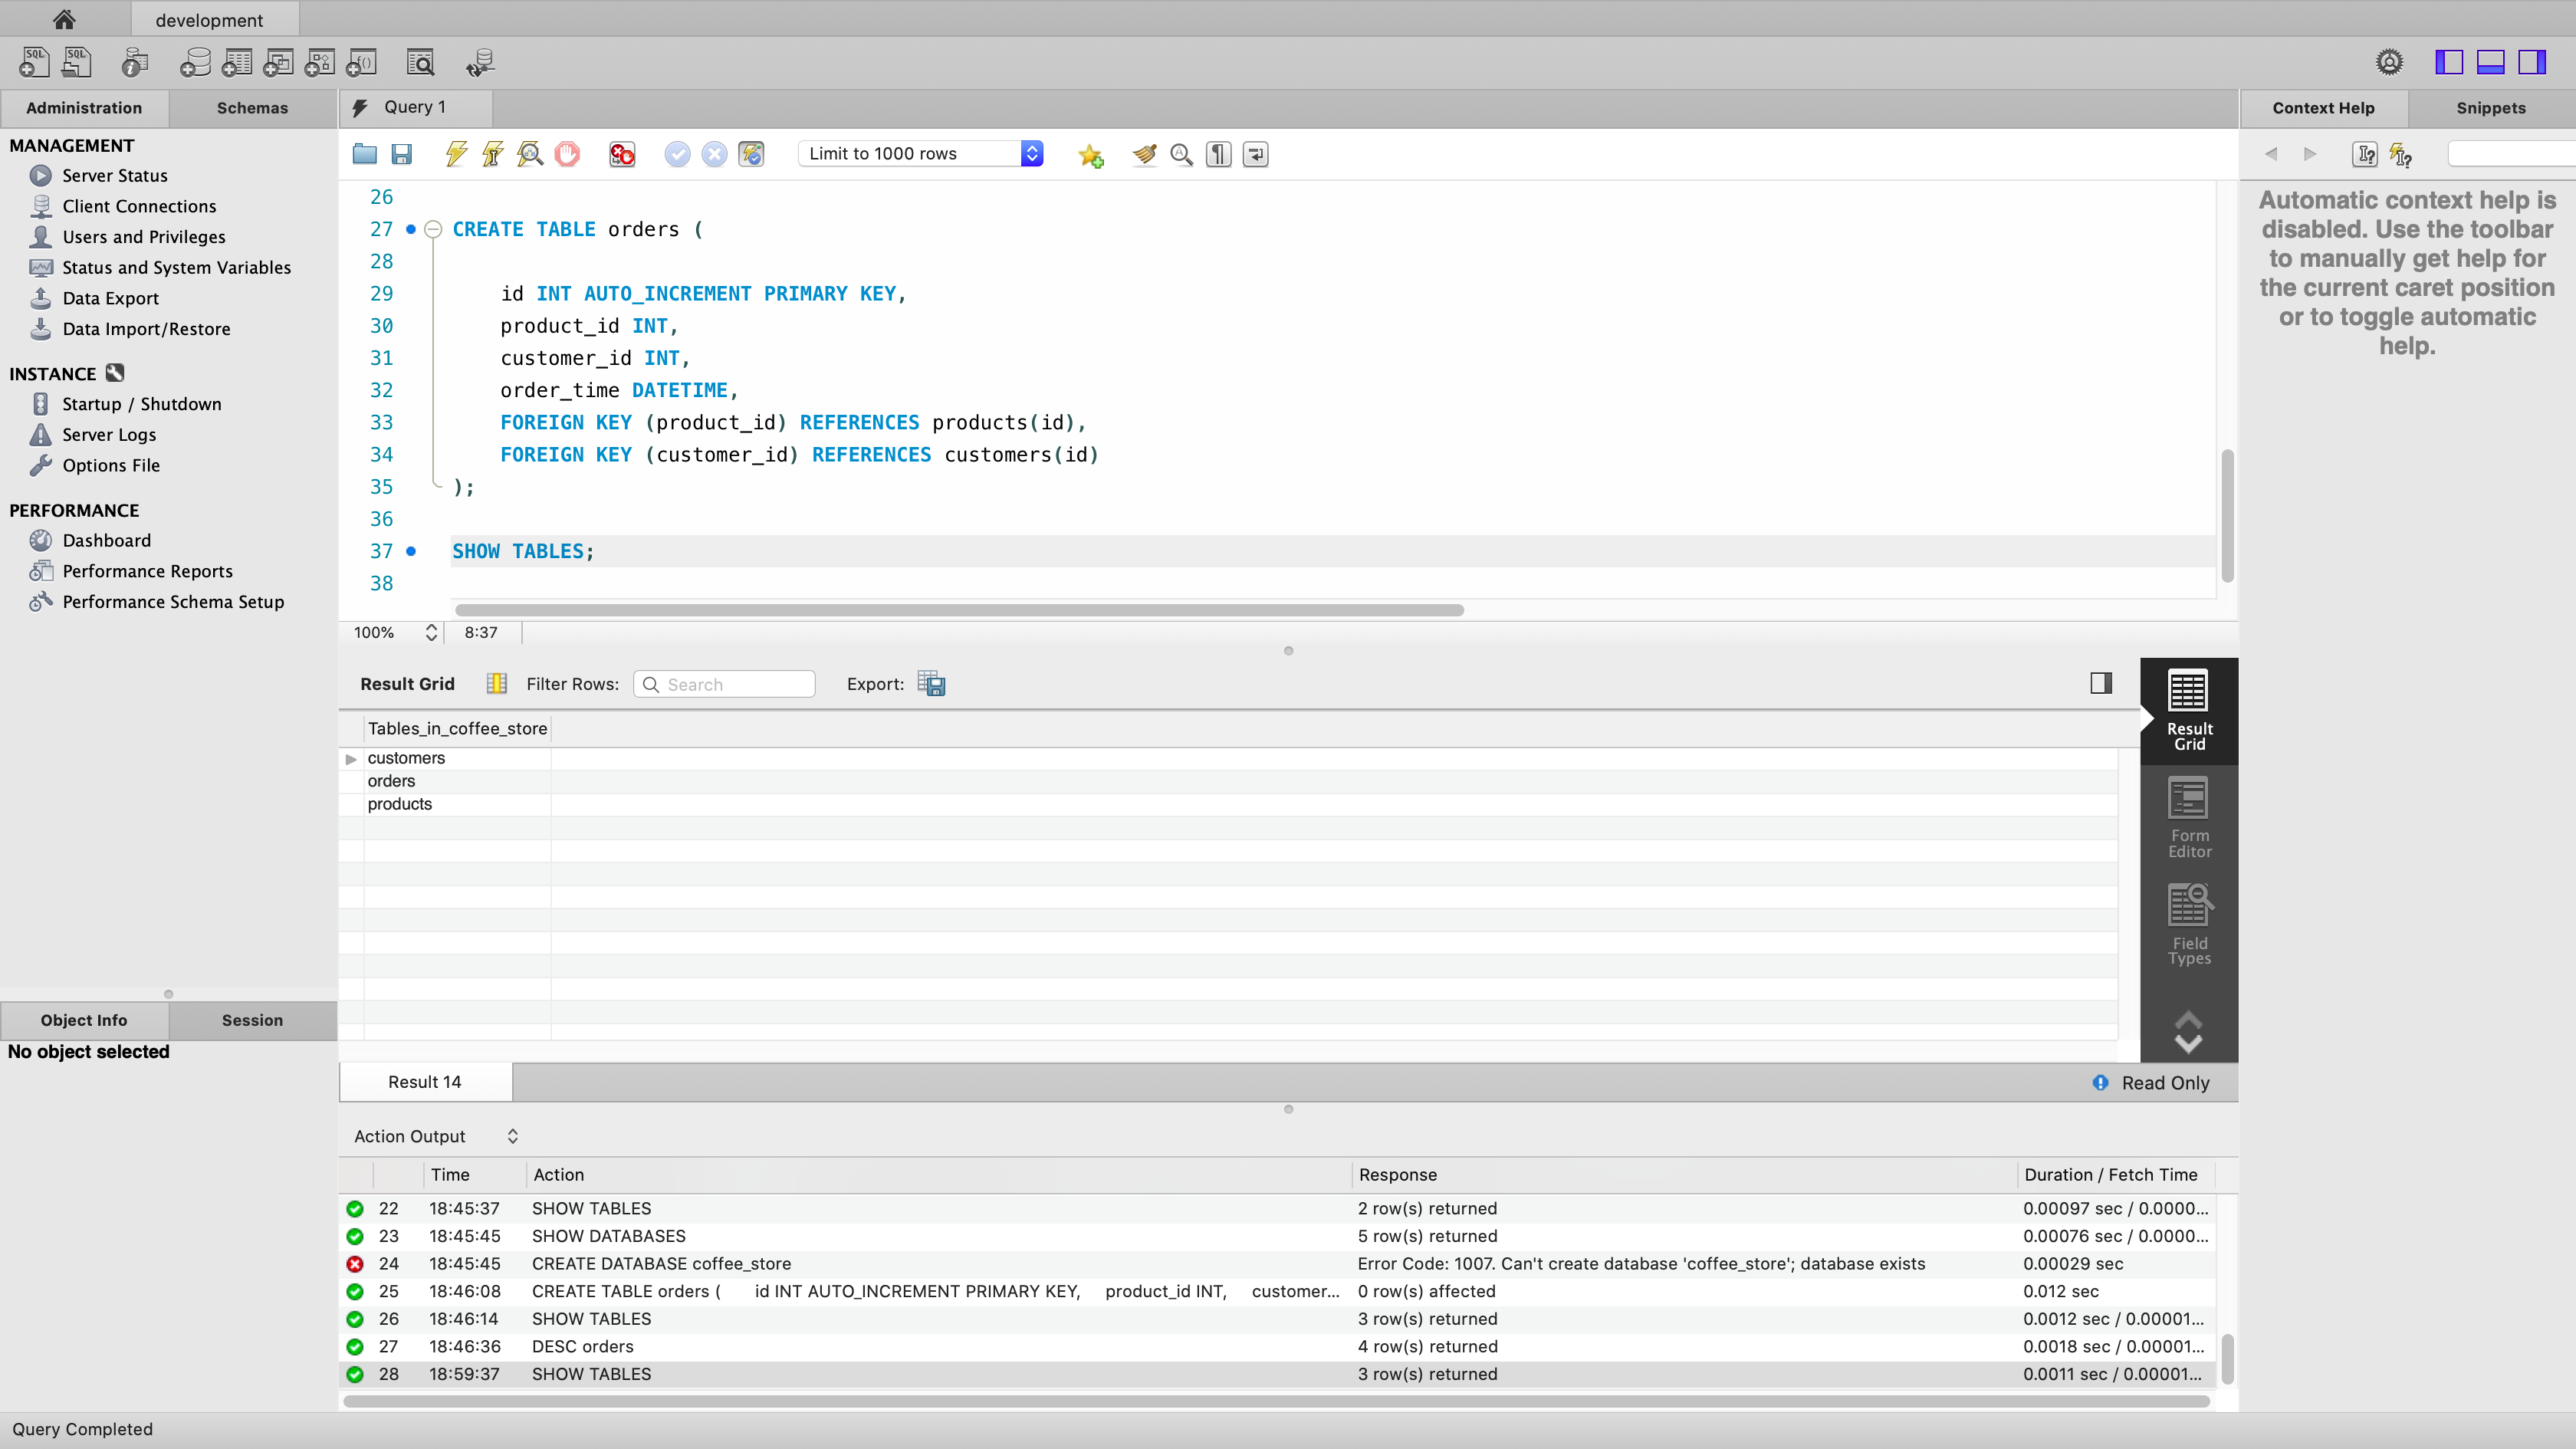 development
SQL
SQL
f()
Administration
Schemas
MANAGEMENT
Server Status
Client Connections
Users and Privileges
Status and System Variables
Data Export
Data Import/Restore
INSTANCE
Startup / Shutdown
Server Logs
Options File
PERFORMANCE
Dashboard
Performance Reports
Performance Schema Setup
Object Info
Session
No object selected
Query 1
Limit to 1000 rows
26
27 CREATE TABLE orders (
28
29 id INT AUTO_INCREMENT PRIMARY KEY,
30 product_id INT,
31 customer_id INT,
32 order_time DATETIME,
33 FOREIGN KEY (product_id) REFERENCES products(id),
34 FOREIGN KEY (customer_id) REFERENCES customers(id)
35 );
36
37 SHOW TABLES;
38
100% 8:37
Result Grid Filter Rows: Search Export:
Tables_in_coffee_store
customers
orders
products
Result
Grid
Form
Editor
Field
Types
Result 14
Read Only
Action Output
Time Action Response Duration / Fetch Time
22 18:45:37 SHOW TABLES 2 row(s) returned 0.00097 sec / 0.0000...
23 18:45:45 SHOW DATABASES 5 row(s) returned 0.00076 sec / 0.0000...
24 18:45:45 CREATE DATABASE coffee_store Error Code: 1007. Can't create database 'coffee_store'; database exists 0.00029 sec
25 18:46:08 CREATE TABLE orders ( id INT AUTO_INCREMENT PRIMARY KEY, product_id INT, customer... 0 row(s) affected 0.012 sec
26 18:46:14 SHOW TABLES 3 row(s) returned 0.0012 sec / 0.00001...
27 18:46:36 DESC orders 4 row(s) returned 0.0018 sec / 0.00001...
28 18:59:37 SHOW TABLES 3 row(s) returned 0.0011 sec / 0.00001...
Query Completed
Context Help
Snippets
Automatic context help is
disabled. Use the toolbar
to manually get help for
the current caret position
or to toggle automatic
help.